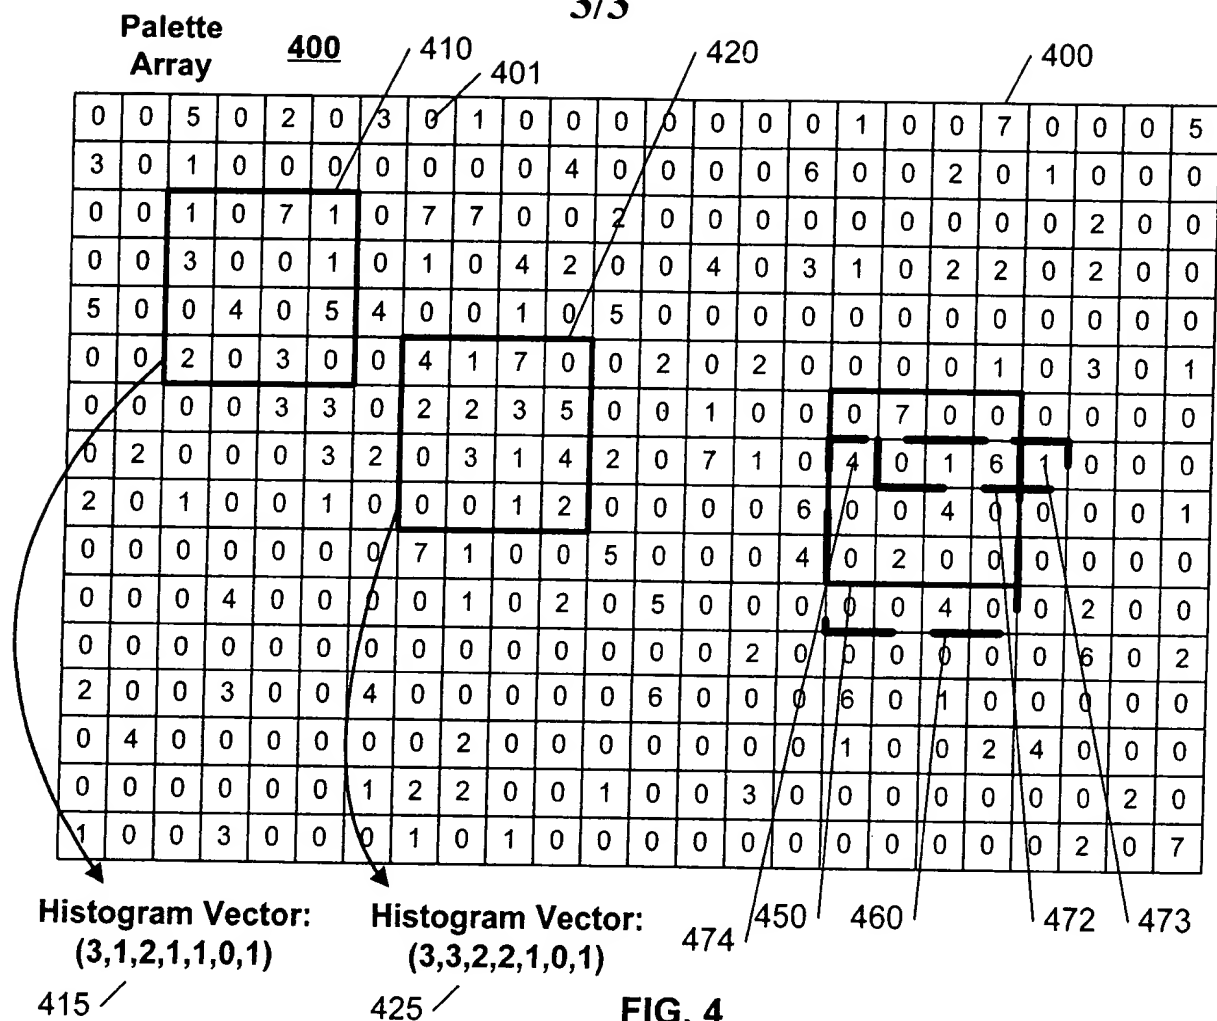 3/3
Palette
Array
400
410
401
420
400
0 0 5 0 2 0 3 0 1 0 0 0 0 0 0 0 1 0 0 7 0 0 0 5
3 0 1 0 0 0 0 0 0 0 4 0 0 0 0 6 0 0 2 0 1 0 0 0
0 0 1 0 7 1 0 7 7 0 0 2 0 0 0 0 0 0 0 0 0 2 0 0
0 0 3 0 0 1 0 1 0 4 2 0 0 4 0 3 1 0 2 2 0 2 0 0
5 0 0 4 0 5 4 0 0 1 0 5 0 0 0 0 0 0 0 0 0 0 0 0
0 0 2 0 3 0 0 4 1 7 0 0 2 0 2 0 0 0 0 1 0 3 0 1
0 0 0 0 3 3 0 2 2 3 5 0 0 1 0 0 0 7 0 0 0 0 0 0
0 2 0 0 0 3 2 0 3 1 4 2 0 7 1 0 4 0 1 6 1 0 0 0
2 0 1 0 0 1 0 0 0 1 2 0 0 0 0 6 0 0 4 0 0 0 0 1
0 0 0 0 0 0 0 7 1 0 0 5 0 0 0 4 0 2 0 0 0 0 0 0
0 0 0 4 0 0 0 0 1 0 2 0 5 0 0 0 0 0 4 0 0 2 0 0
0 0 0 0 0 0 0 0 0 0 0 0 0 0 2 0 0 0 0 0 0 6 0 2
2 0 0 3 0 0 4 0 0 0 0 0 6 0 0 0 6 0 1 0 0 0 0 0
0 4 0 0 0 0 0 0 2 0 0 0 0 0 0 0 1 0 0 2 4 0 0 0
0 0 0 0 0 0 1 2 2 0 0 1 0 0 3 0 0 0 0 0 0 0 2 0
1 0 0 3 0 0 0 1 0 1 0 0 0 0 0 0 0 0 0 0 0 2 0 7
Histogram Vector:
(3,1,2,1,1,0,1)
415
Histogram Vector:
(3,3,2,2,1,0,1)
425
474
450
460
472
473
FIG. 4